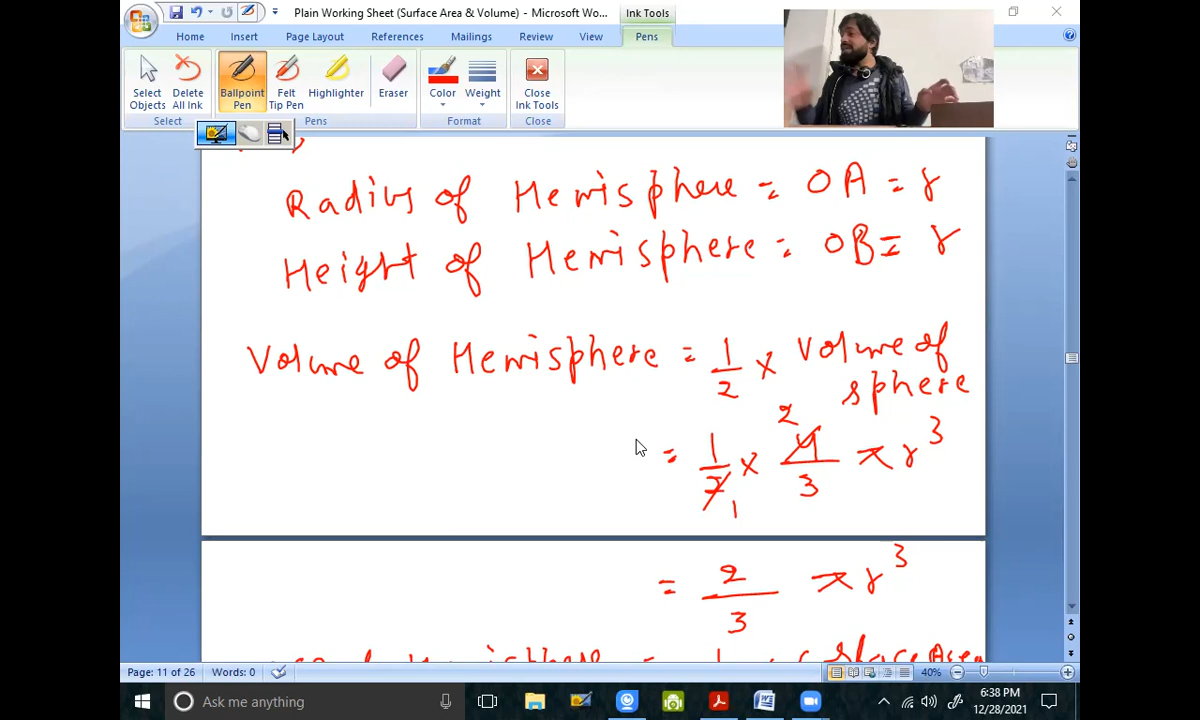 Plain Working Sheet (Surface Area & Volume) - Microsoft Wo...
Ink Tools
Home
Insert
Page Layout
References
Mailings
Review
View
Pens
Select Objects
Delete All Ink
Ballpoint Pen
Felt Tip Pen
Highlighter
Eraser
Color
Weight
Close Ink Tools
Select
Pens
Format
Close
Radius of Hemisphere = OA = r
Height of Hemisphere = OB = r
Volume of Hemisphere = 1/2 × Volume of
sphere
= 1/2 × 4/3 π r³
2
1
= 2/3 π r³
Page: 11 of 26
Words: 0
40%
Ask me anything
6:38 PM
12/28/2021